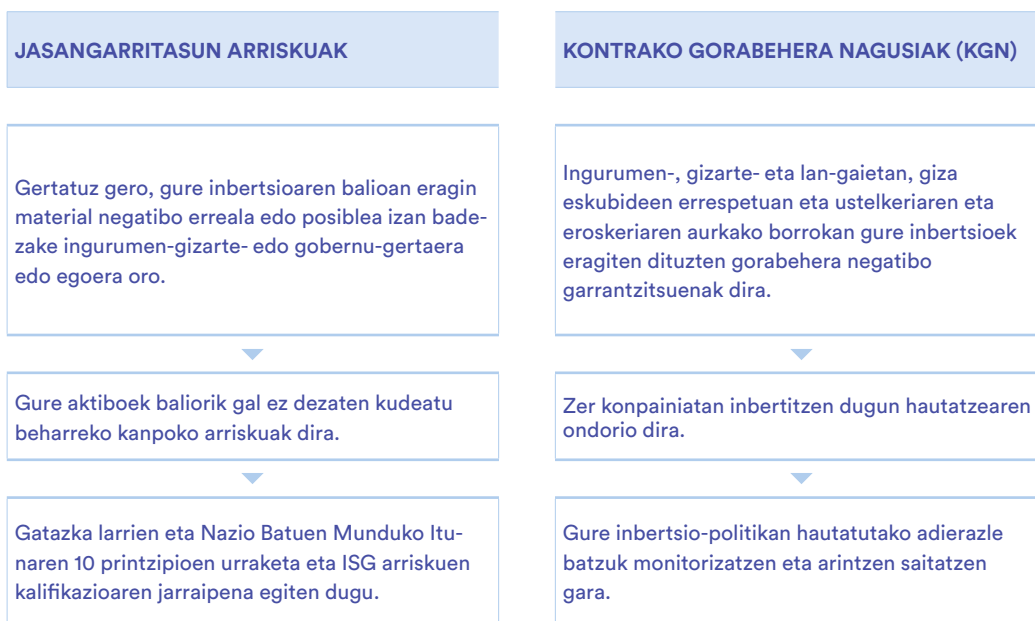 JASANGARRITASUN ARRISKUAK
Gertatuz gero, gure inbertsioaren balioan eragin
material negatibo erreala edo posiblea izan bade-
zake ingurumen-gizarte- edo gobernu-gertaera
edo egoera oro.
Gure aktiboek baliorik gal ez dezaten kudeatu
beharreko kanpoko arriskuak dira.
Gatazka larrien eta Nazio Batuen Munduko Itu-
naren 10 printzipioen urraketa eta ISG arriskuen
kalifikazioaren jarraipena egiten dugu.
KONTRAKO GORABEHERA NAGUSIAK (KGN)
Ingurumen-, gizarte- eta lan-gaietan, giza
eskubideen errespetuan eta ustelkeriaren eta
eroskeriaren aurkako borrokan gure inbertsioek
eragiten dituzten gorabehera negatibo
garrantzitsuenak dira.
Zer konpainiatan inbertitzen dugun hautatzearen
ondorio dira.
Gure inbertsio-politikan hautatutako adierazle
batzuk monitorizatzen eta arintzen saitatzen
gara.